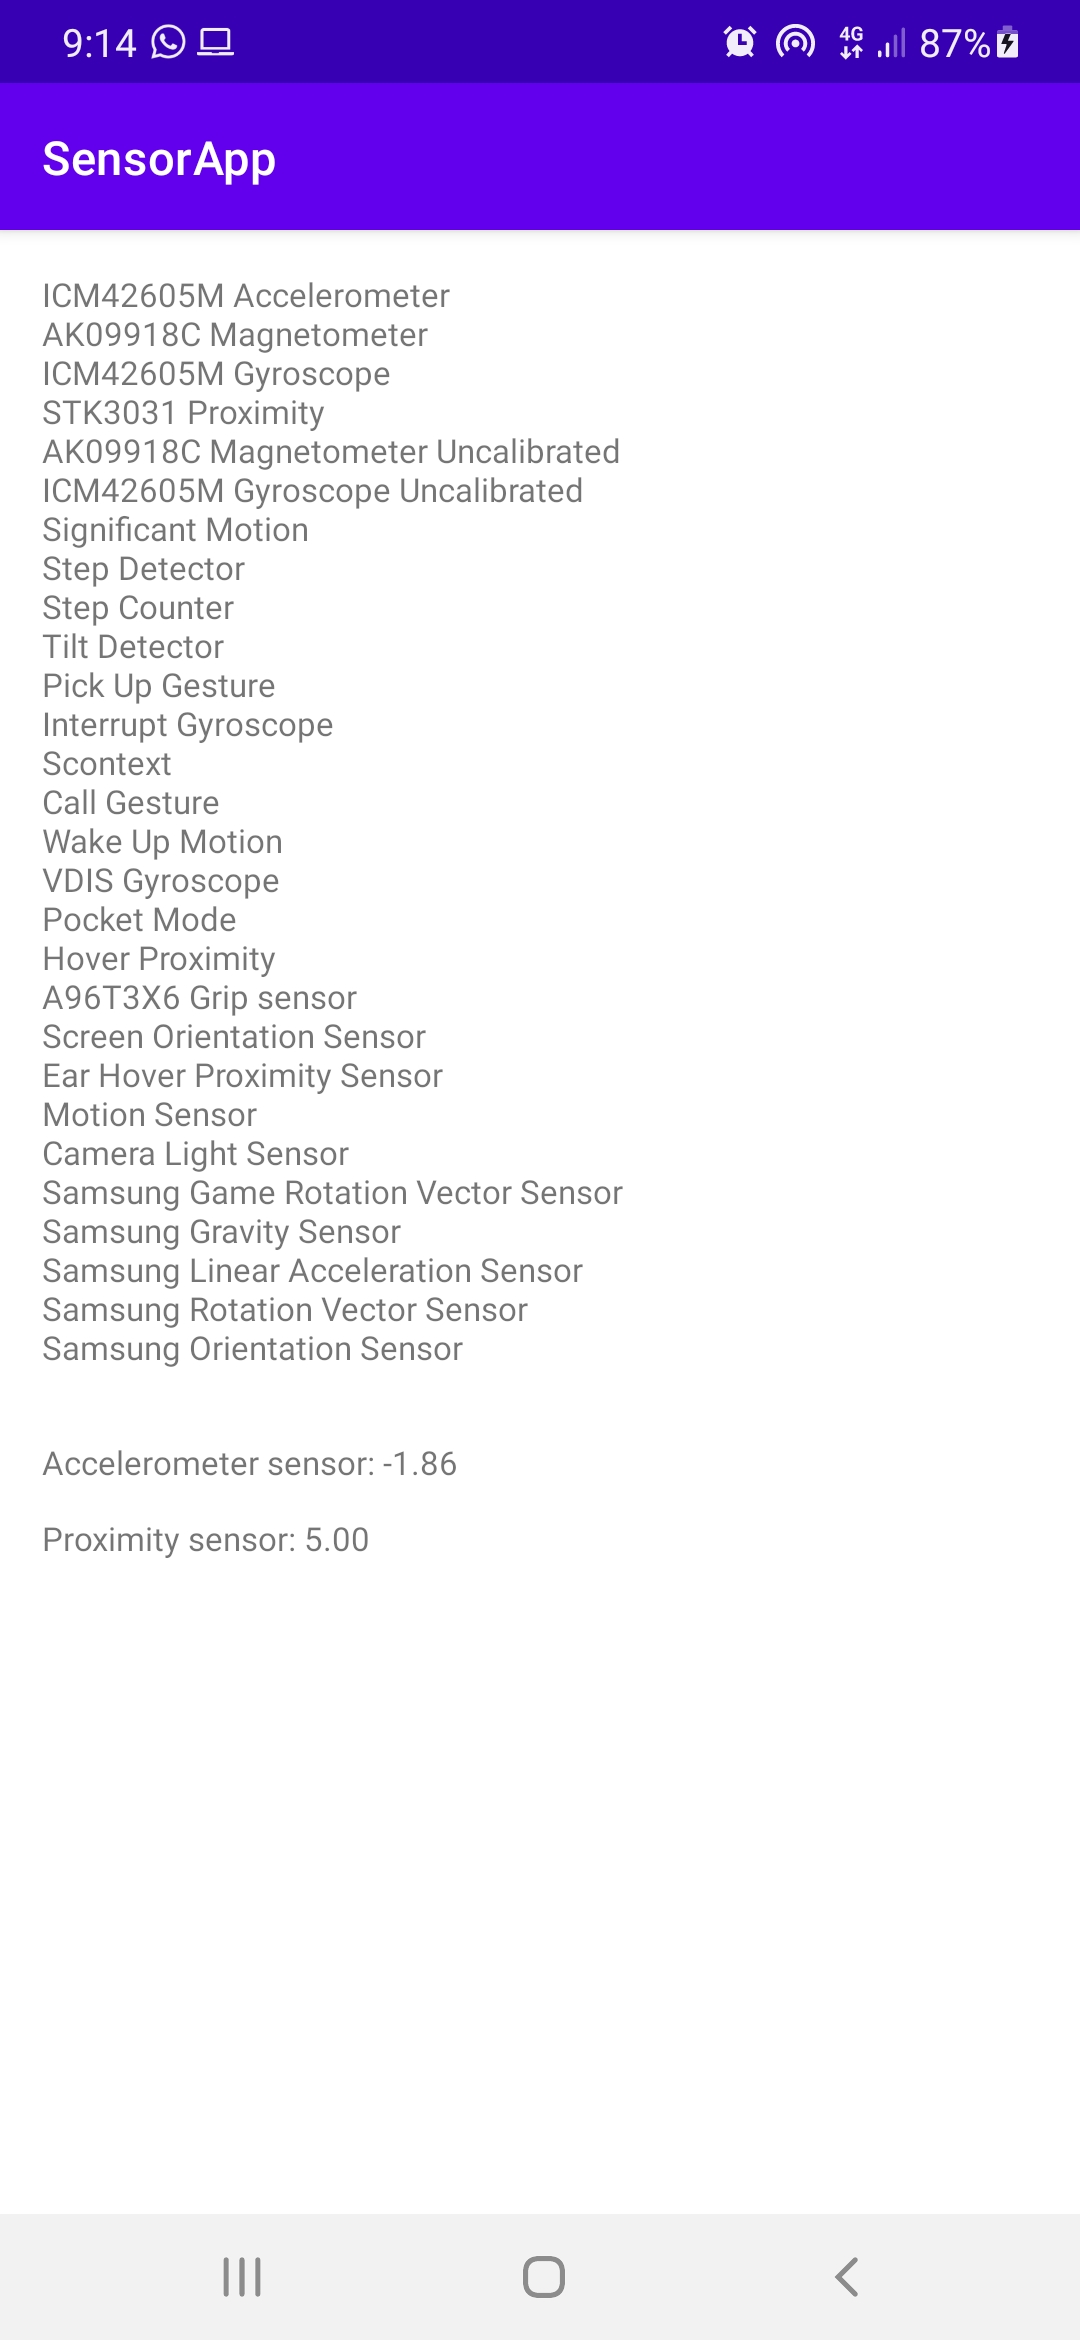 9:14 4G 87%
SensorApp
ICM42605M Accelerometer
AK09918C Magnetometer
ICM42605M Gyroscope
STK3031 Proximity
AK09918C Magnetometer Uncalibrated
ICM42605M Gyroscope Uncalibrated
Significant Motion
Step Detector
Step Counter
Tilt Detector
Pick Up Gesture
Interrupt Gyroscope
Scontext
Call Gesture
Wake Up Motion
VDIS Gyroscope
Pocket Mode
Hover Proximity
A96T3X6 Grip sensor
Screen Orientation Sensor
Ear Hover Proximity Sensor
Motion Sensor
Camera Light Sensor
Samsung Game Rotation Vector Sensor
Samsung Gravity Sensor
Samsung Linear Acceleration Sensor
Samsung Rotation Vector Sensor
Samsung Orientation Sensor
Accelerometer sensor: -1.86
Proximity sensor: 5.00